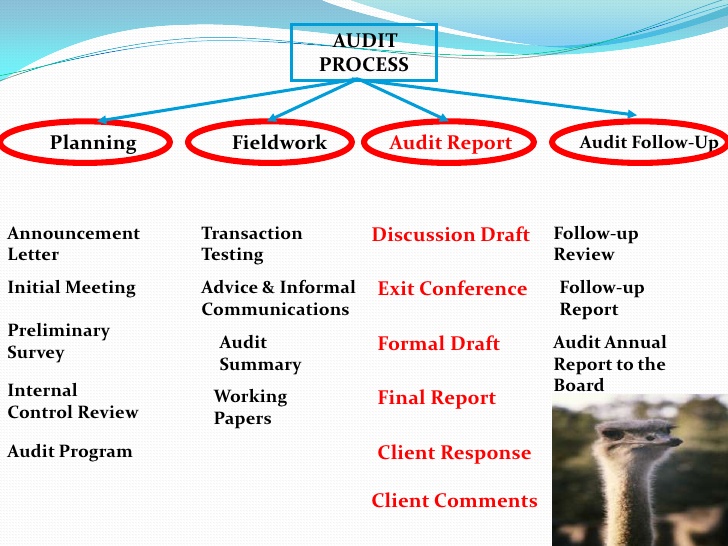 AUDIT
PROCESS
Planning
Fieldwork
Audit Report
Audit Follow-Up
Announcement
Letter
Initial Meeting
Preliminary
Survey
Internal
Control Review
Audit Program
Transaction
Testing
Advice & Informal
Communications
Audit
Summary
Working
Papers
Discussion Draft
Exit Conference
Formal Draft
Final Report
Client Response
Client Comments
Follow-up
Review
Follow-up
Report
Audit Annual
Report to the
Board